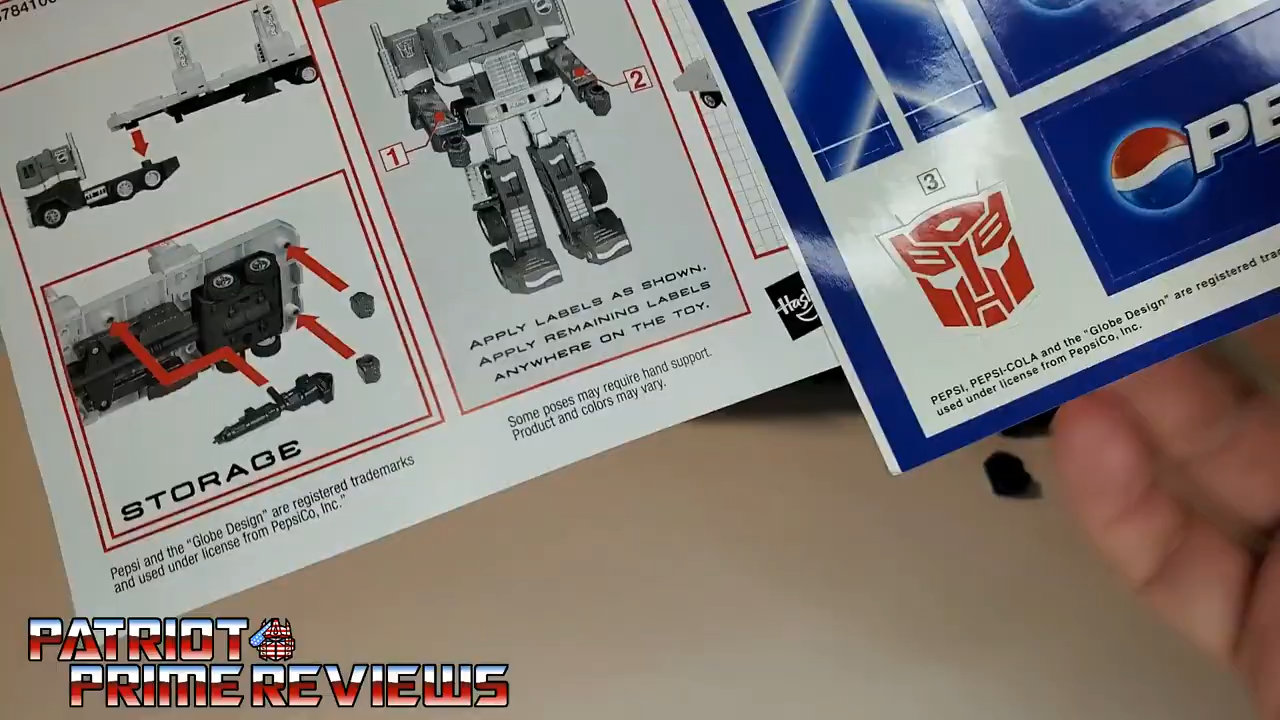 1
2
APPLY LABELS AS SHOWN.
APPLY REMAINING LABELS
ANYWHERE ON THE TOY.
Some poses may require hand support.
Product and colors may vary.
STORAGE
Pepsi and the "Globe Design" are registered trademarks
and used under license from PepsiCo, Inc."
3
PEPSI, PEPSI-COLA and the "Globe Design" are registered
used under license from PepsiCo, Inc.
PATRIOT
PRIME REVIEWS